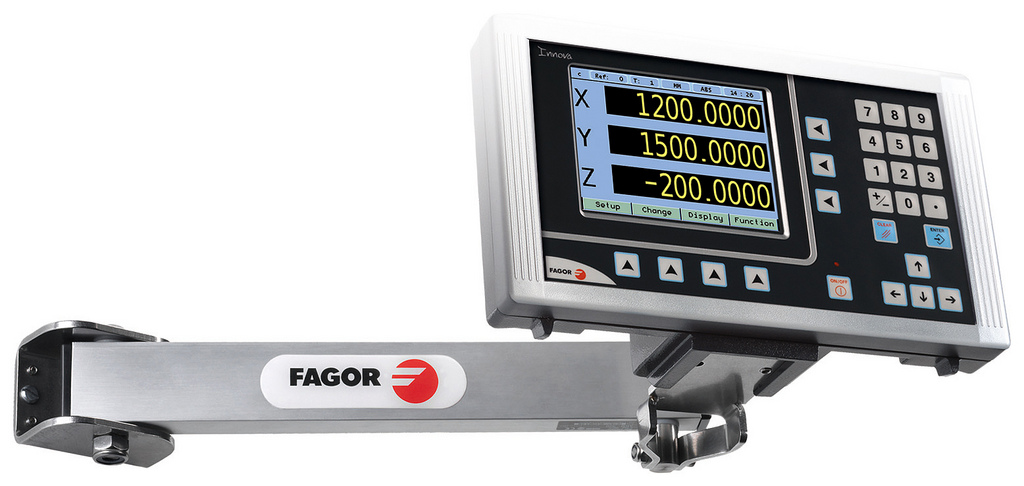 Innova
c Ref: 0 T: 1 MM ABS 14 : 26
X 1200.0000
Y 1500.0000
Z -200.0000
Setup Change Display Function
7 8 9
4 5 6
1 2 3
+/- 0 .
CLEAR ENTER
ON/OFF
FAGOR
FAGOR